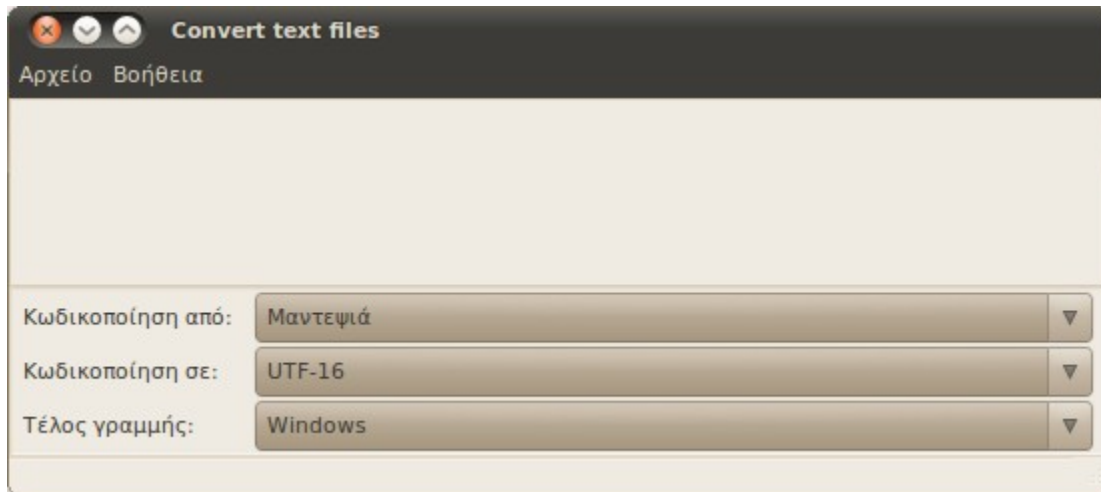 Convert text files
Αρχείο Βοήθεια
Κωδικοποίηση από: Μαντεψιά
Κωδικοποίηση σε: UTF-16
Τέλος γραμμής: Windows